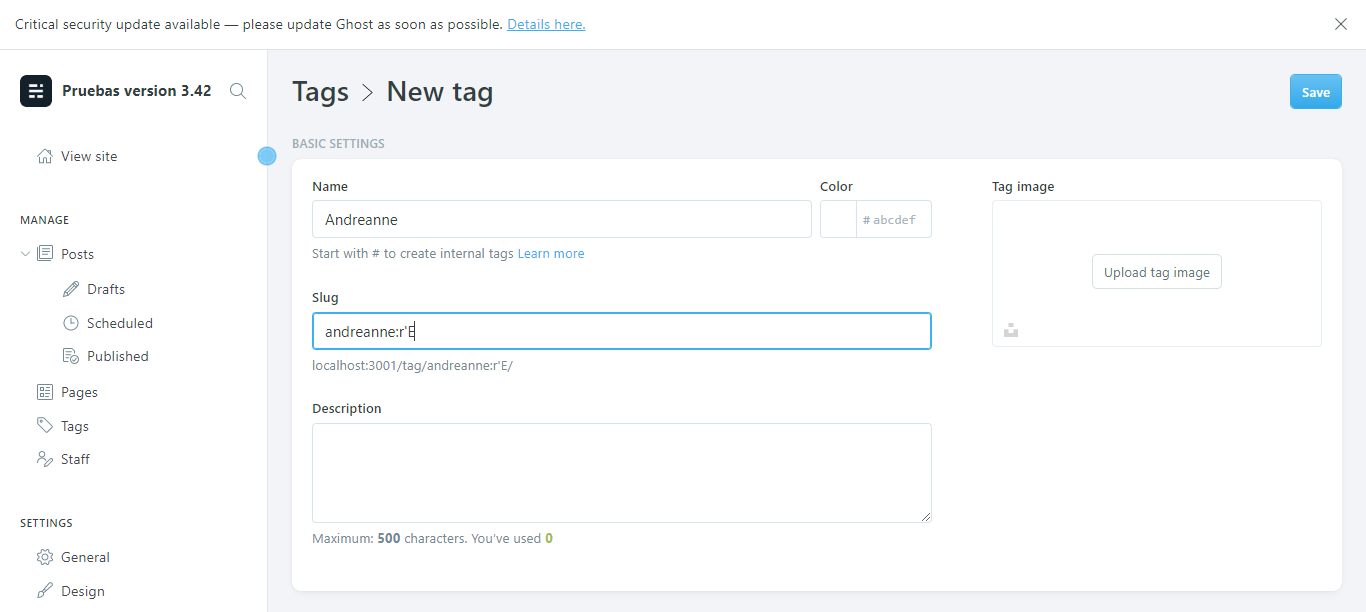 Critical security update available — please update Ghost as soon as possible. Details here.
Pruebas version 3.42
Tags > New tag
Save
View site
BASIC SETTINGS
Name
Color
Tag image
Andreanne
# abcdef
Start with # to create internal tags Learn more
Upload tag image
Slug
andreanne:r'E
localhost:3001/tag/andreanne:r'E/
Description
Maximum: 500 characters. You've used 0
MANAGE
Posts
Drafts
Scheduled
Published
Pages
Tags
Staff
SETTINGS
General
Design